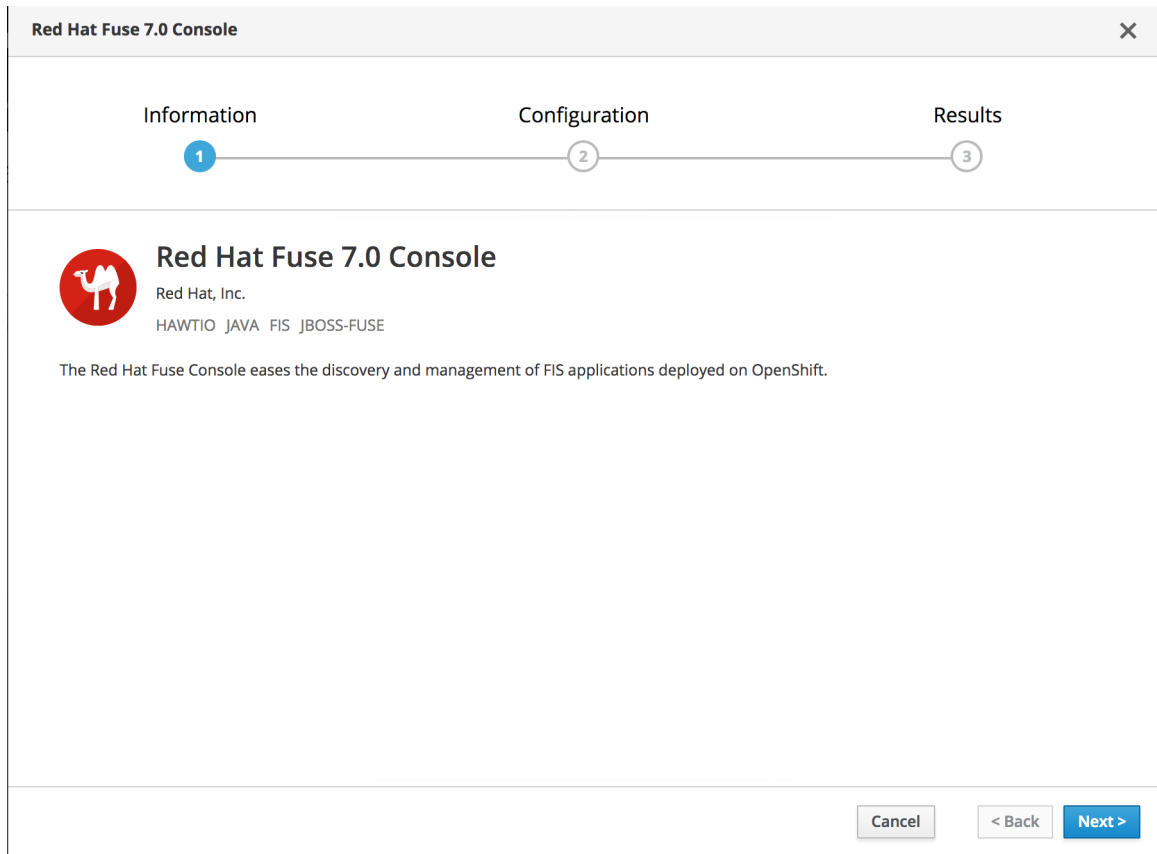 Red Hat Fuse 7.0 Console
Information Configuration Results
1 2 3
Red Hat Fuse 7.0 Console
Red Hat, Inc.
HAWTIO JAVA FIS JBOSS-FUSE
The Red Hat Fuse Console eases the discovery and management of FIS applications deployed on OpenShift.
Cancel < Back Next >